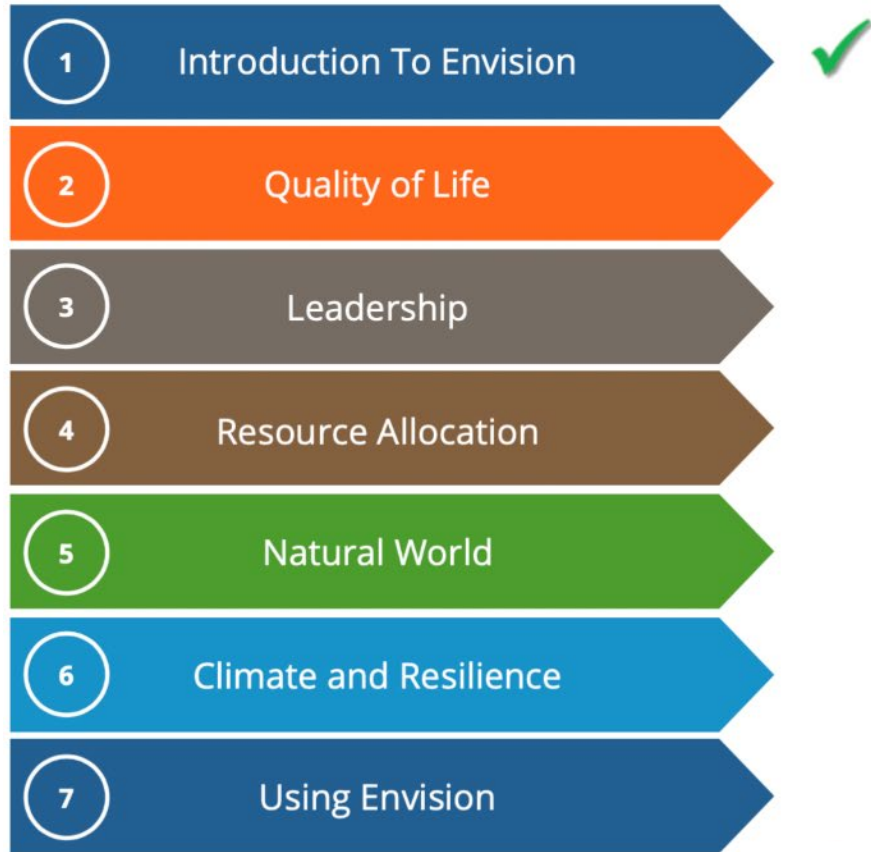 1 Introduction To Envision
2 Quality of Life
3 Leadership
4 Resource Allocation
5 Natural World
6 Climate and Resilience
7 Using Envision